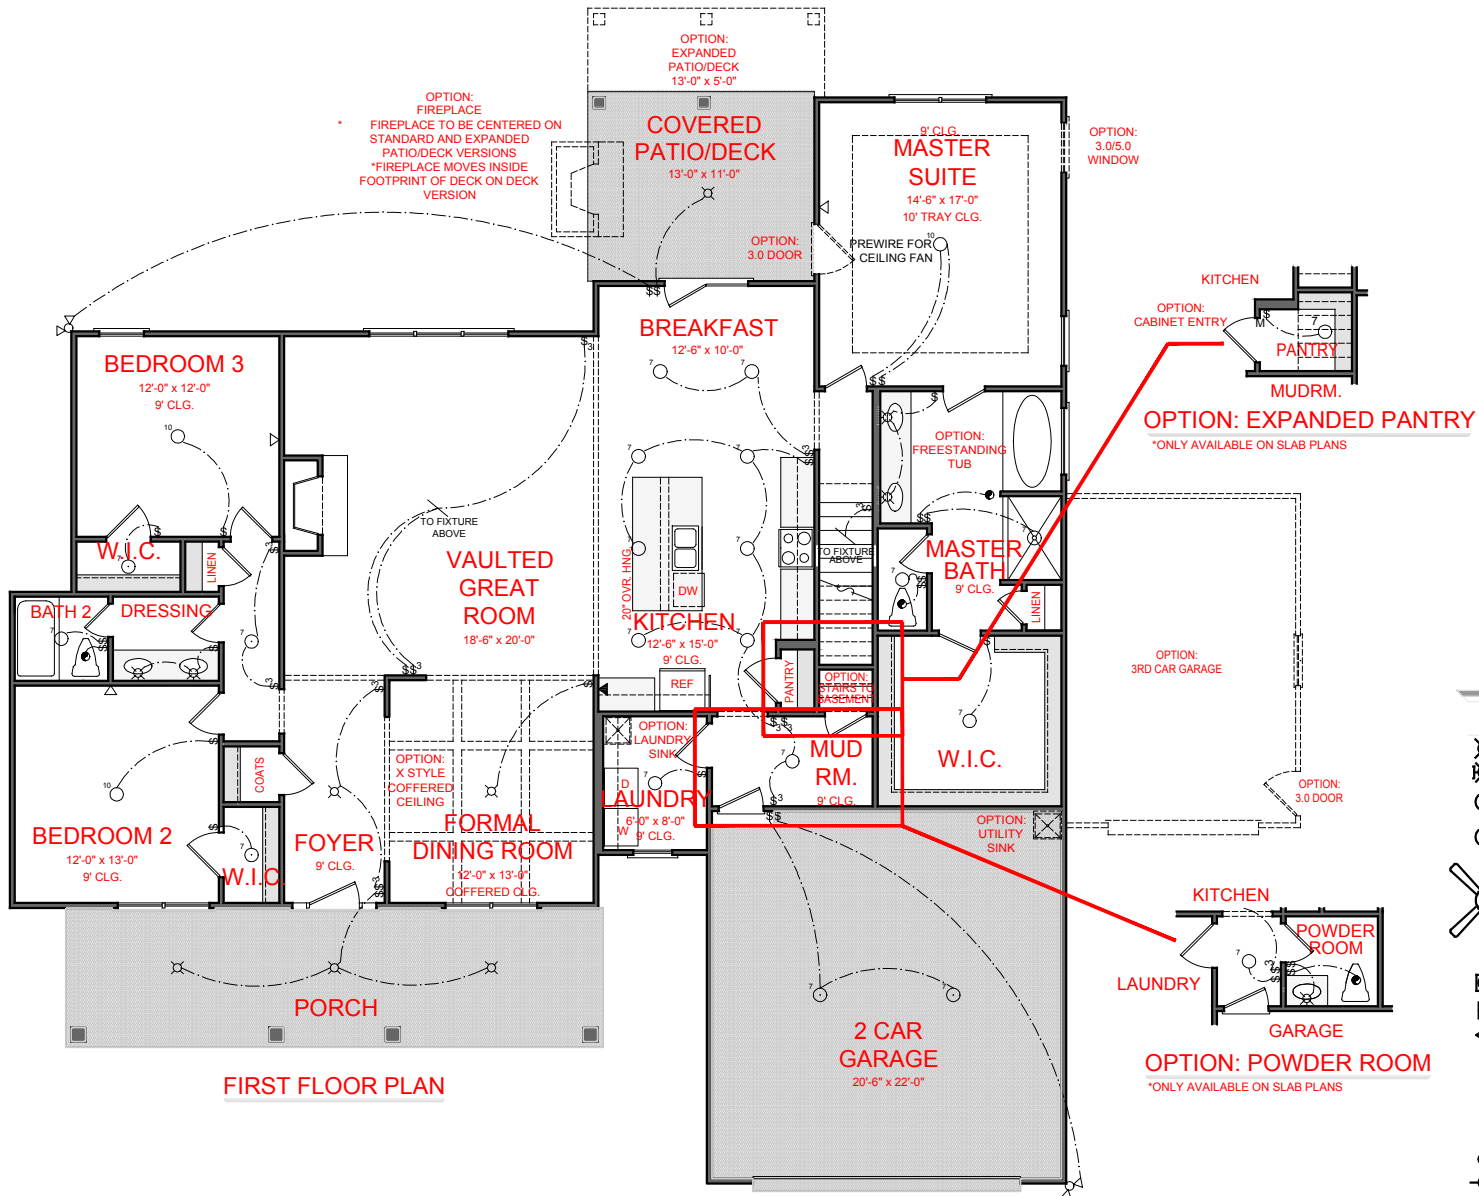 OPTION:
EXPANDED
PATIO/DECK
13'-0" x 5'-0"
OPTION:
FIREPLACE
* FIREPLACE TO BE CENTERED ON
STANDARD AND EXPANDED
PATIO/DECK VERSIONS
*FIREPLACE MOVES INSIDE
FOOTPRINT OF DECK ON DECK
VERSION
COVERED
PATIO/DECK
13'-0" x 11'-0"
OPTION:
3.0 DOOR
9' CLG.
MASTER
SUITE
14'-6" x 17'-0"
10' TRAY CLG.
10
PREWIRE FOR
CEILING FAN
OPTION:
3.0/5.0
WINDOW
KITCHEN
OPTION:
CABINET ENTRY
M
7
PANTRY
MUDRM.
OPTION: EXPANDED PANTRY
*ONLY AVAILABLE ON SLAB PLANS
BREAKFAST
12'-6" x 10'-0"
BEDROOM 3
12'-0" x 12'-0"
9' CLG.
10
W.I.C.
LINEN
TO FIXTURE
ABOVE
VAULTED
GREAT
ROOM
18'-6" x 20'-0"
20" OVR. HNG.
DW
KITCHEN
12'-6" x 15'-0"
9' CLG.
REF
PANTRY
TO FIXTURE
ABOVE
OPTION:
STAIRS TO
BASEMENT
OPTION:
FREESTANDING
TUB
MASTER
BATH
9' CLG.
LINEN
W.I.C.
OPTION:
3RD CAR GARAGE
OPTION:
3.0 DOOR
BATH 2
DRESSING
BEDROOM 2
12'-0" x 13'-0"
9' CLG.
10
COATS
W.I.C.
FOYER
9' CLG.
OPTION:
X STYLE
COFFERED
CEILING
FORMAL
DINING ROOM
12'-0" x 13'-0"
COFFERED CLG.
OPTION:
LAUNDRY
SINK
D
W
LAUNDRY
6'-0" x 8'-0"
9' CLG.
MUD
RM.
9' CLG.
OPTION:
UTILITY
SINK
2 CAR
GARAGE
20'-6" x 22'-0"
PORCH
FIRST FLOOR PLAN
KITCHEN
POWDER
ROOM
7
LAUNDRY
GARAGE
OPTION: POWDER ROOM
*ONLY AVAILABLE ON SLAB PLANS